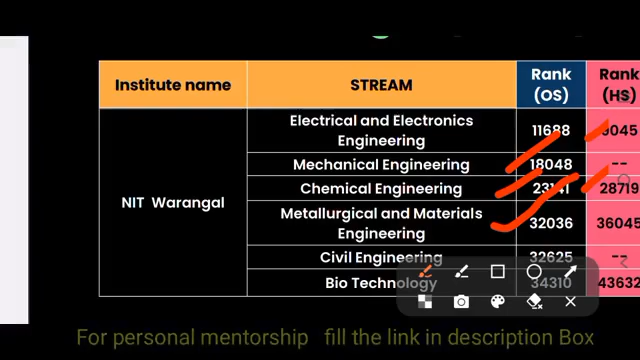 Institute name STREAM Rank (OS) Rank (HS)
NIT Warangal
Electrical and Electronics Engineering 11688
Mechanical Engineering 18048 --
Chemical Engineering 23141 28719
Metallurgical and Materials Engineering 32036 36045
Civil Engineering 32625 --
Bio Technology 34310 43632
For personal mentorship fill the link in description Box